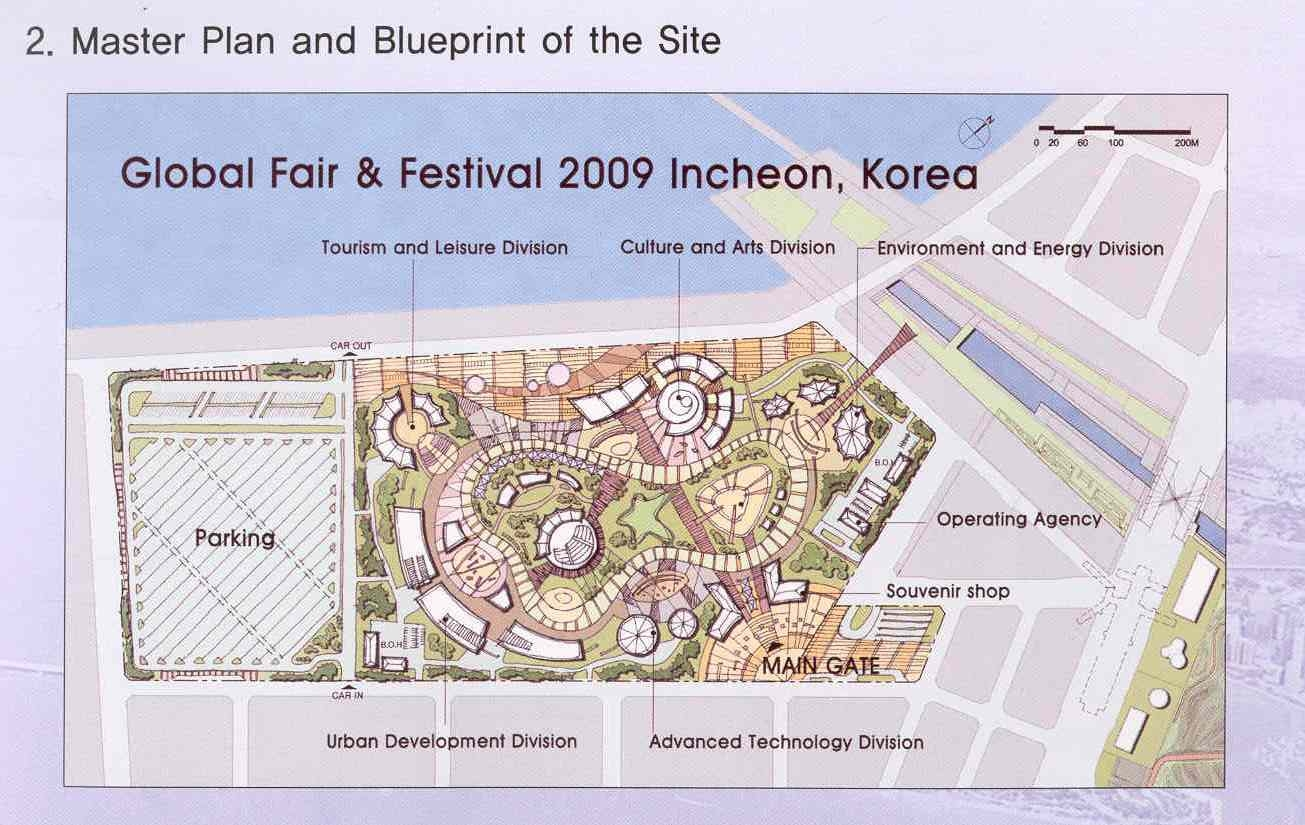 2. Master Plan and Blueprint of the Site
N
0 20 60 100 200M
Global Fair & Festival 2009 Incheon, Korea
Tourism and Leisure Division
Culture and Arts Division
Environment and Energy Division
CAR OUT
B.O.H
Operating Agency
Parking
Souvenir shop
B.O.H
MAIN GATE
CAR IN
Urban Development Division
Advanced Technology Division